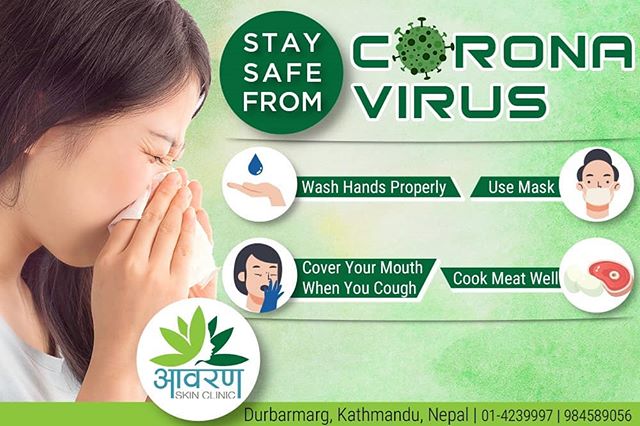 STAY
SAFE
FROM
CORONA
VIRUS
Wash Hands Properly
Use Mask
Cover Your Mouth
When You Cough
Cook Meat Well
आवरण
SKIN CLINIC
Durbarmarg, Kathmandu, Nepal | 01-4239997 | 984589056